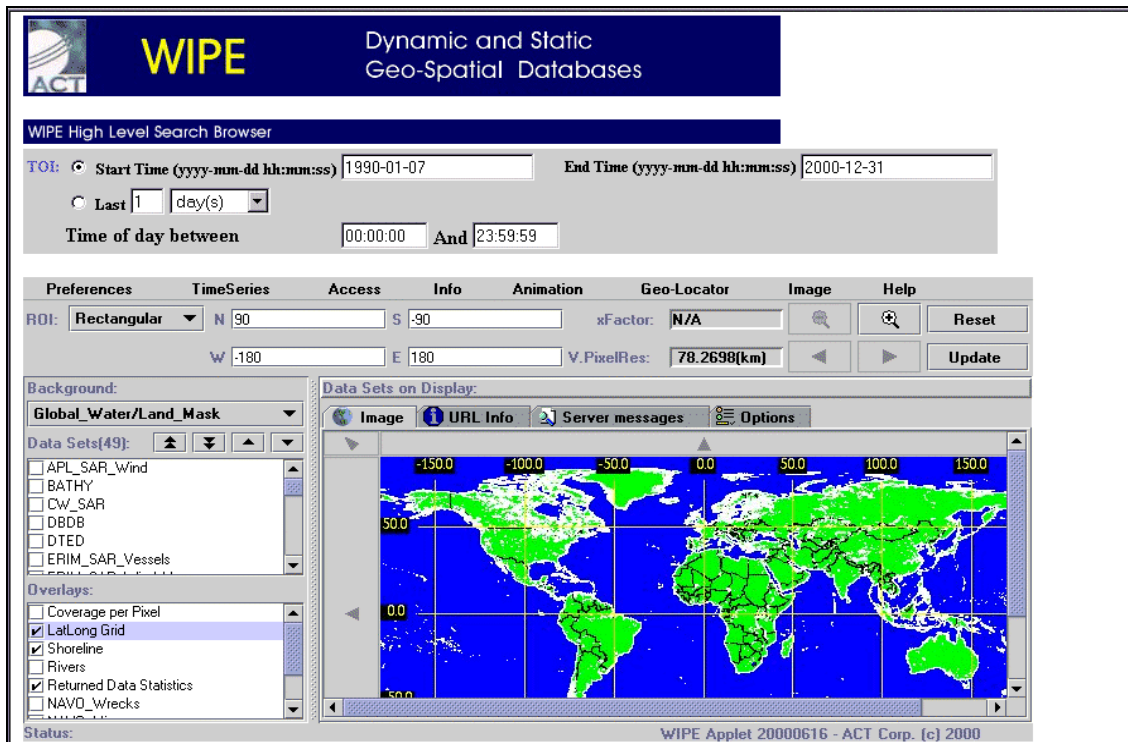 ACT
WIPE
Dynamic and Static
Geo-Spatial Databases
WIPE High Level Search Browser
TOI: Start Time (yyyy-mm-dd hh:mm:ss) 1990-01-07 End Time (yyyy-mm-dd hh:mm:ss) 2000-12-31
Last 1 day(s)
Time of day between 00:00:00 And 23:59:59
Preferences TimeSeries Access Info Animation Geo-Locator Image Help
ROI: Rectangular N 90 S -90 xFactor: N/A Reset
W -180 E 180 V.PixelRes: 78.2698(km) Update
Background:
Global_Water/Land_Mask
Data Sets(49):
APL_SAR_Wind
BATHY
CW_SAR
DBDB
DTED
ERIM_SAR_Vessels
Overlays:
Coverage per Pixel
LatLong Grid
Shoreline
Rivers
Returned Data Statistics
NAVO_Wrecks
Data Sets on Display:
Image URL Info Server messages Options
-150.0 -100.0 -50.0 0.0 50.0 100.0 150.0
50.0
0.0
-50.0
Status: WIPE Applet 20000616 - ACT Corp. (c) 2000